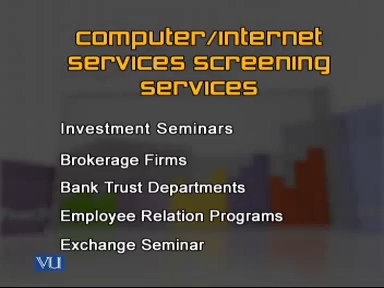 computer/internet
services screening
services
Investment Seminars
Brokerage Firms
Bank Trust Departments
Employee Relation Programs
Exchange Seminar
VU